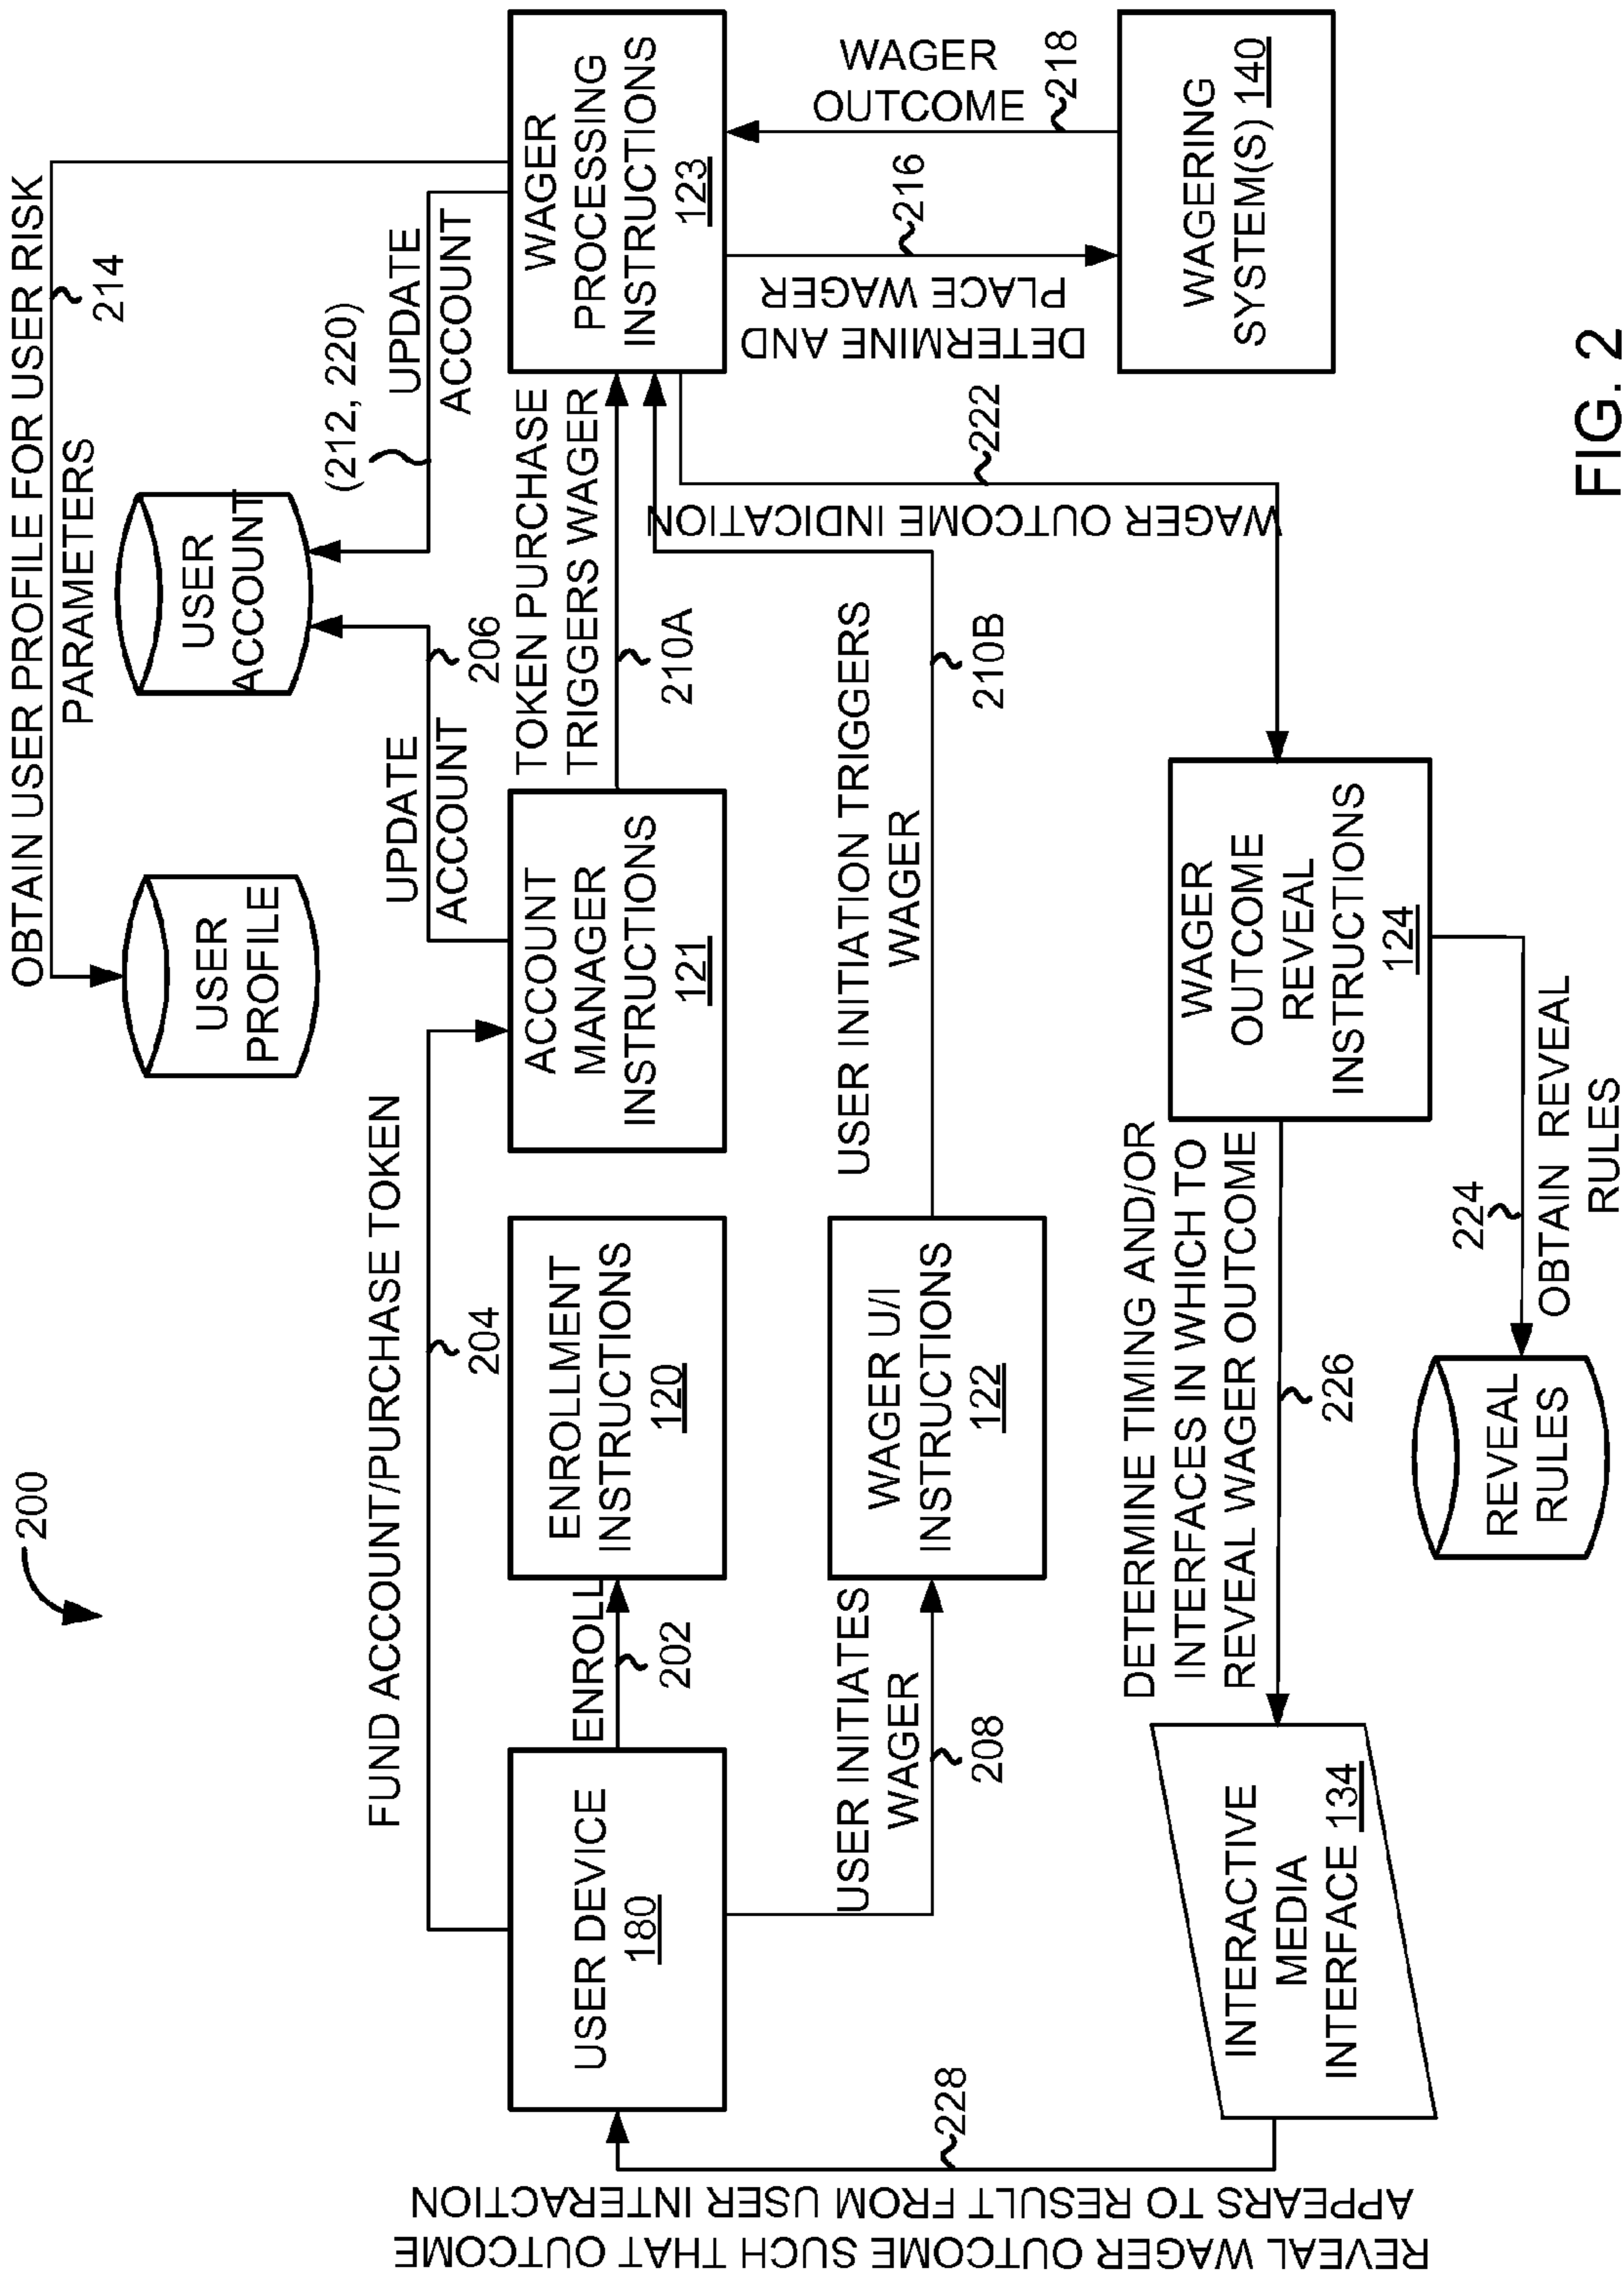 200
OBTAIN USER PROFILE FOR USER RISK
PARAMETERS
214
USER
PROFILE
USER
ACCOUNT
(212, 220)
UPDATE
ACCOUNT
UPDATE
ACCOUNT
206
FUND ACCOUNT/PURCHASE TOKEN
204
USER DEVICE
180
ENROLL
202
ENROLLMENT
INSTRUCTIONS
120
ACCOUNT
MANAGER
INSTRUCTIONS
121
TOKEN PURCHASE
TRIGGERS WAGER
210A
WAGER
PROCESSING
INSTRUCTIONS
123
USER INITIATES
WAGER
208
WAGER U/I
INSTRUCTIONS
122
USER INITIATION TRIGGERS
WAGER
210B
WAGER
OUTCOME
218
216
DETERMINE AND
PLACE WAGER
WAGERING
SYSTEM(S) 140
222
WAGER OUTCOME INDICATION
WAGER
OUTCOME
REVEAL
INSTRUCTIONS
124
DETERMINE TIMING AND/OR
INTERFACES IN WHICH TO
REVEAL WAGER OUTCOME
226
224
OBTAIN REVEAL
RULES
REVEAL
RULES
INTERACTIVE
MEDIA
INTERFACE 134
228
REVEAL WAGER OUTCOME SUCH THAT OUTCOME
APPEARS TO RESULT FROM USER INTERACTION
FIG. 2